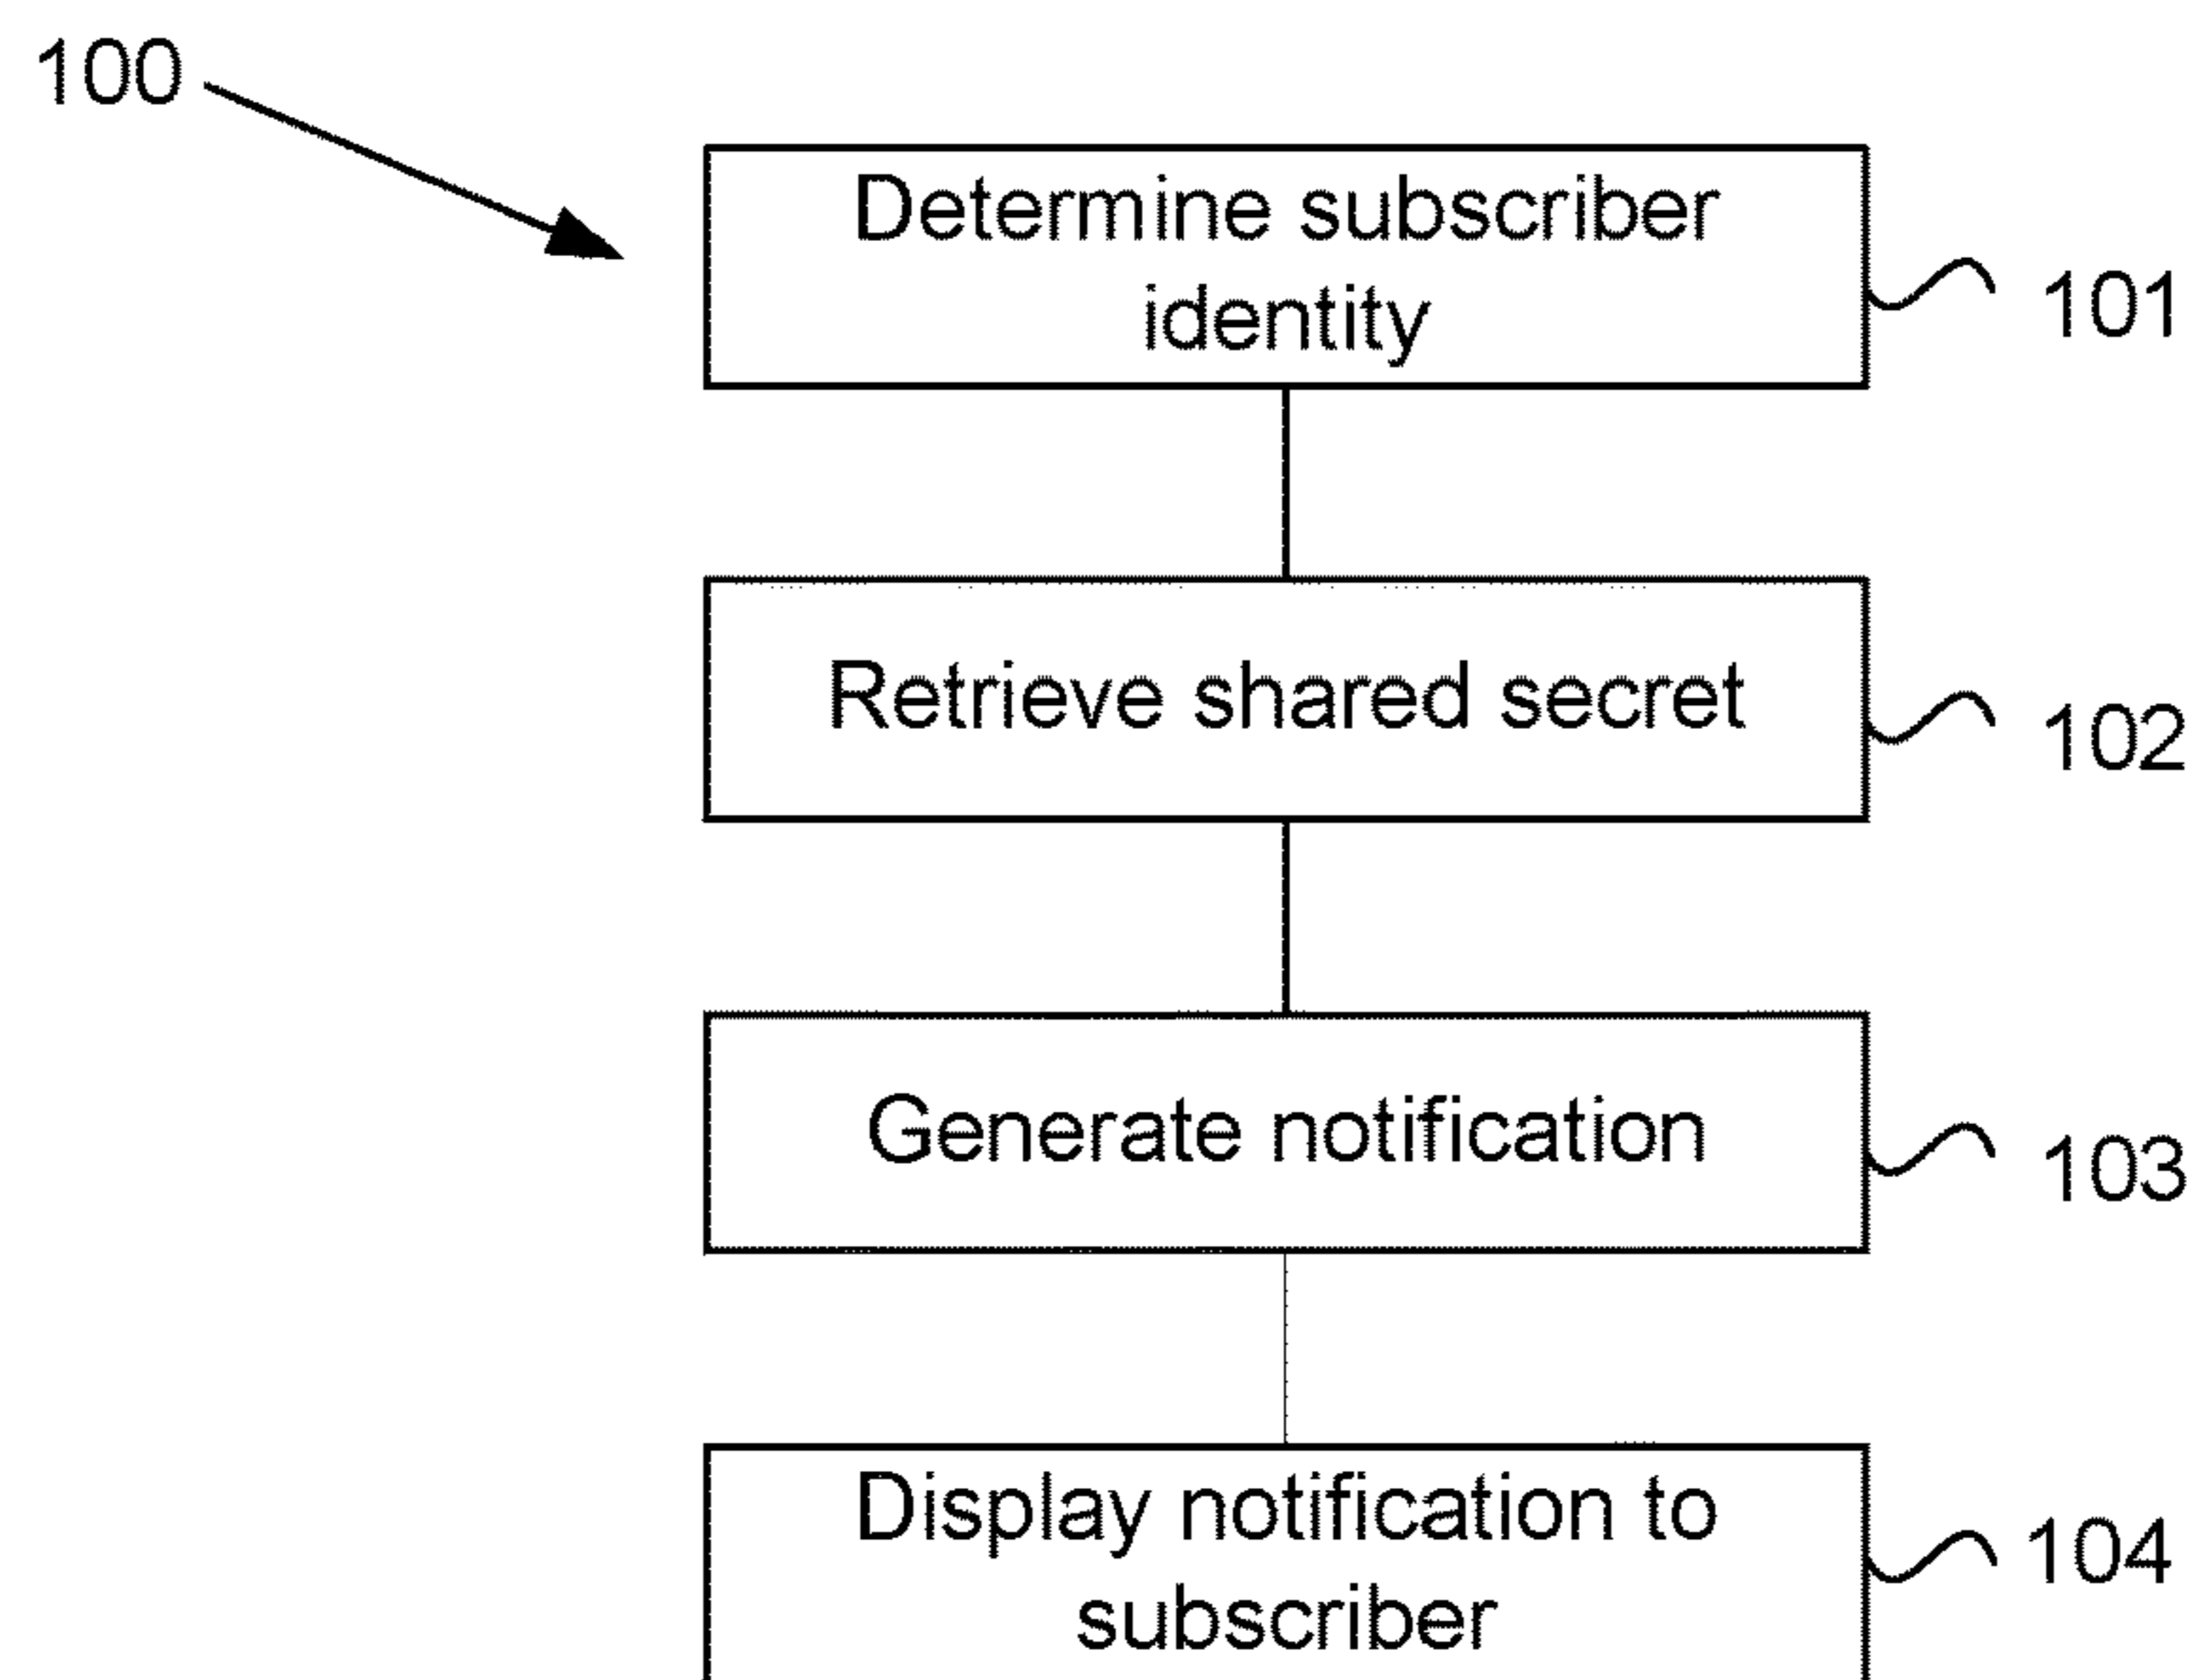 100
Determine subscriber
identity
101
Retrieve shared secret
102
Generate notification
103
Display notification to
subscriber
104